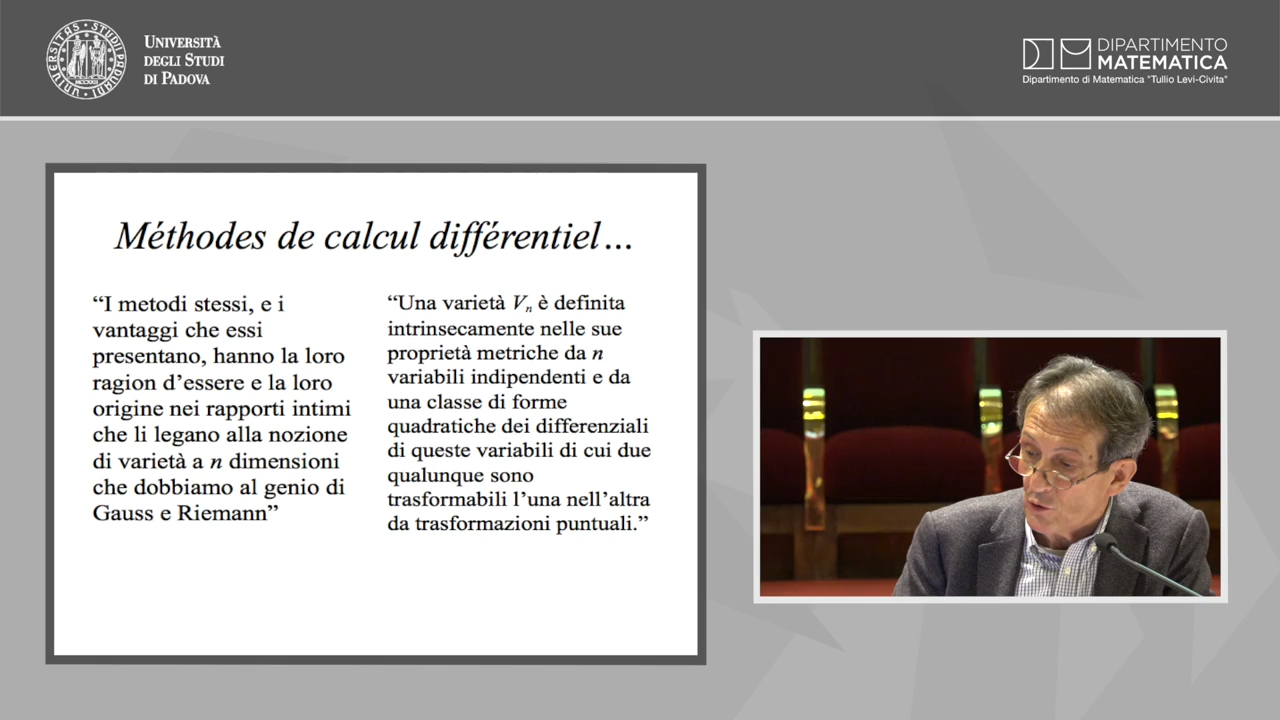 UNIVERSITÀ
DEGLI STUDI
DI PADOVA
DIPARTIMENTO
MATEMATICA
Dipartimento di Matematica "Tullio Levi-Civita"
Méthodes de calcul différentiel…
“I metodi stessi, e i
vantaggi che essi
presentano, hanno la loro
ragion d’essere e la loro
origine nei rapporti intimi
che li legano alla nozione
di varietà a n dimensioni
che dobbiamo al genio di
Gauss e Riemann”
“Una varietà Vn è definita
intrinsecamente nelle sue
proprietà metriche da n
variabili indipendenti e da
una classe di forme
quadratiche dei differenziali
di queste variabili di cui due
qualunque sono
trasformabili l’una nell’altra
da trasformazioni puntuali.”